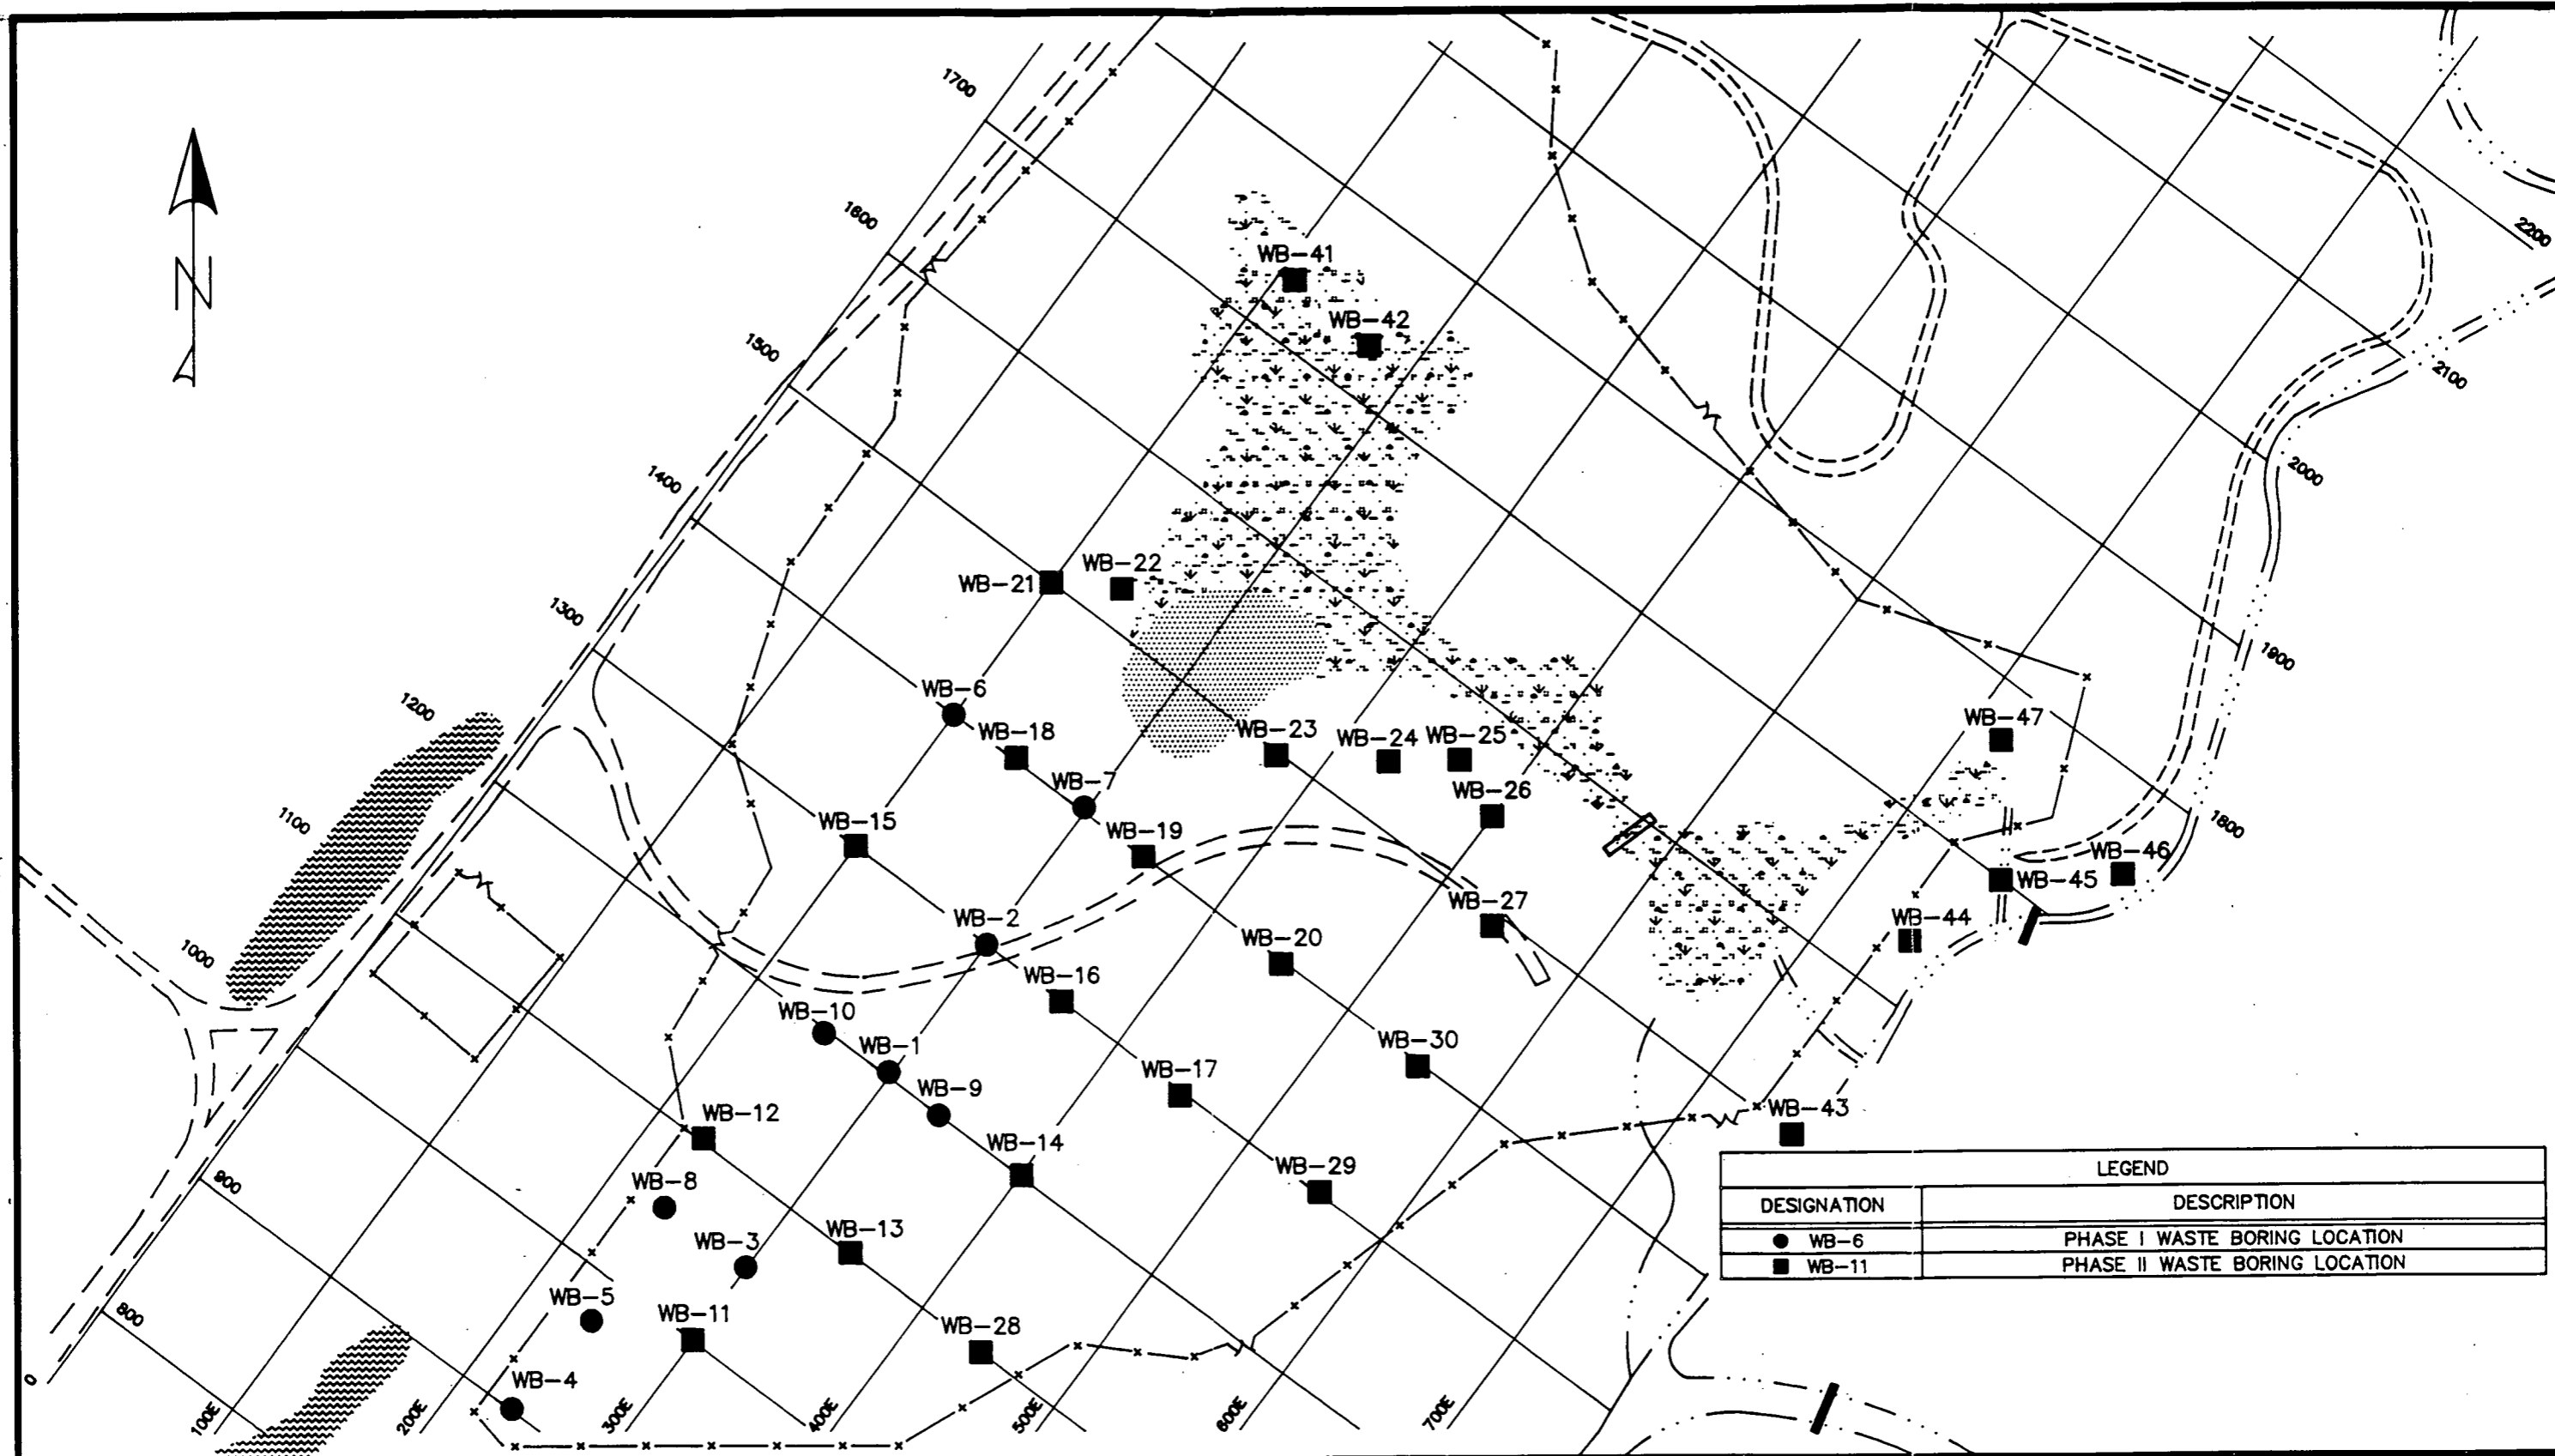 1700
1600
N
1500
1400
1300
1200
1100
1000
900
800
0
100E
200E
300E
400E
500E
600E
700E
2200
2100
2000
1900
1800
WB-41
WB-42
WB-22
WB-21
WB-6
WB-18
WB-7
WB-23
WB-24
WB-25
WB-26
WB-47
WB-15
WB-19
WB-46
WB-45
WB-2
WB-27
WB-44
WB-20
WB-16
WB-10
WB-1
WB-30
WB-17
WB-9
WB-43
WB-12
WB-14
WB-29
WB-8
WB-3
WB-13
WB-5
WB-11
WB-28
WB-4
LEGEND
DESIGNATION DESCRIPTION
WB-6 PHASE I WASTE BORING LOCATION
WB-11 PHASE II WASTE BORING LOCATION